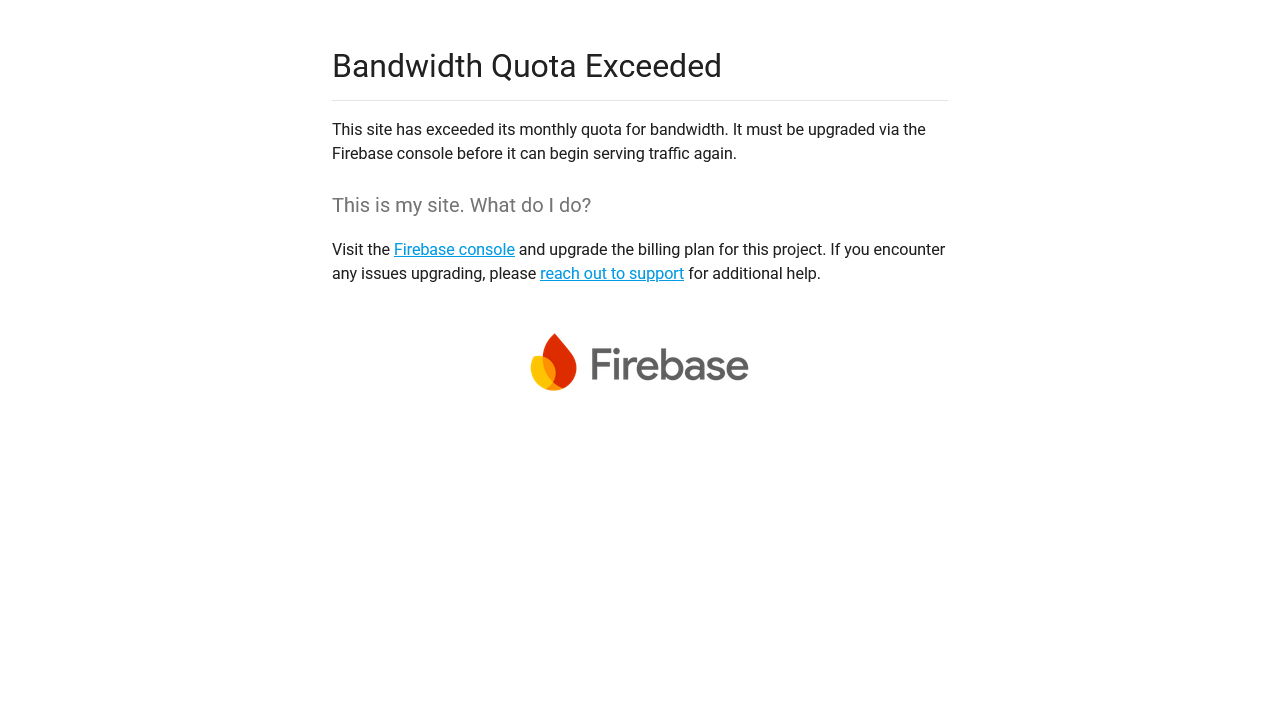 Bandwidth Quota Exceeded
This site has exceeded its monthly quota for bandwidth. It must be upgraded via the
Firebase console before it can begin serving traffic again.
This is my site. What do I do?
Visit the Firebase console and upgrade the billing plan for this project. If you encounter
any issues upgrading, please reach out to support for additional help.
Firebase